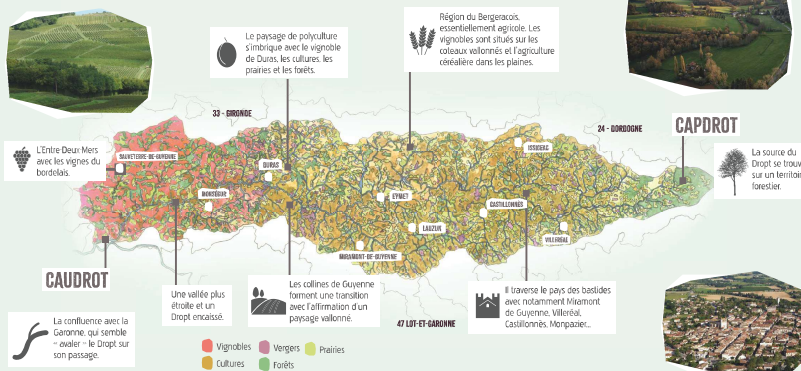 Le paysage de polyculture
s'imbrique avec le vignoble
de Duras, les cultures, les
prairies et les forêts.
Région du Bergeracois,
essentiellement agricole. Les
vignobles sont situés sur les
coteaux vallonnés et l'agriculture
céréalière dans les plaines.
33 - GIRONDE
24 - DORDOGNE
CAPDROT
L'Entre-Deux Mers
avec les vignes du
bordelais.
La source du
Dropt se trouv
sur un territoi
forestier.
SAUVETERRE-DE-GUYENNE
DURAS
ISSIGEAC
MONSÉGUR
EYMET
CASTILLONNÈS
LAUZUN
VILLERÉAL
MIRAMONT-DE-GUYENNE
CAUDROT
Une vallée plus
étroite et un
Dropt encaissé.
Les collines de Guyenne
forment une transition
avec l'affirmation d'un
paysage vallonné.
Il traverse le pays des bastides
avec notamment Miramont
de Guyenne, Villeréal,
Castillonnès, Monpazier...
47 LOT-ET-GARONNE
La confluence avec la
Garonne, qui semble
" avaler " le Dropt sur
son passage.
Vignobles
Vergers
Prairies
Cultures
Forêts